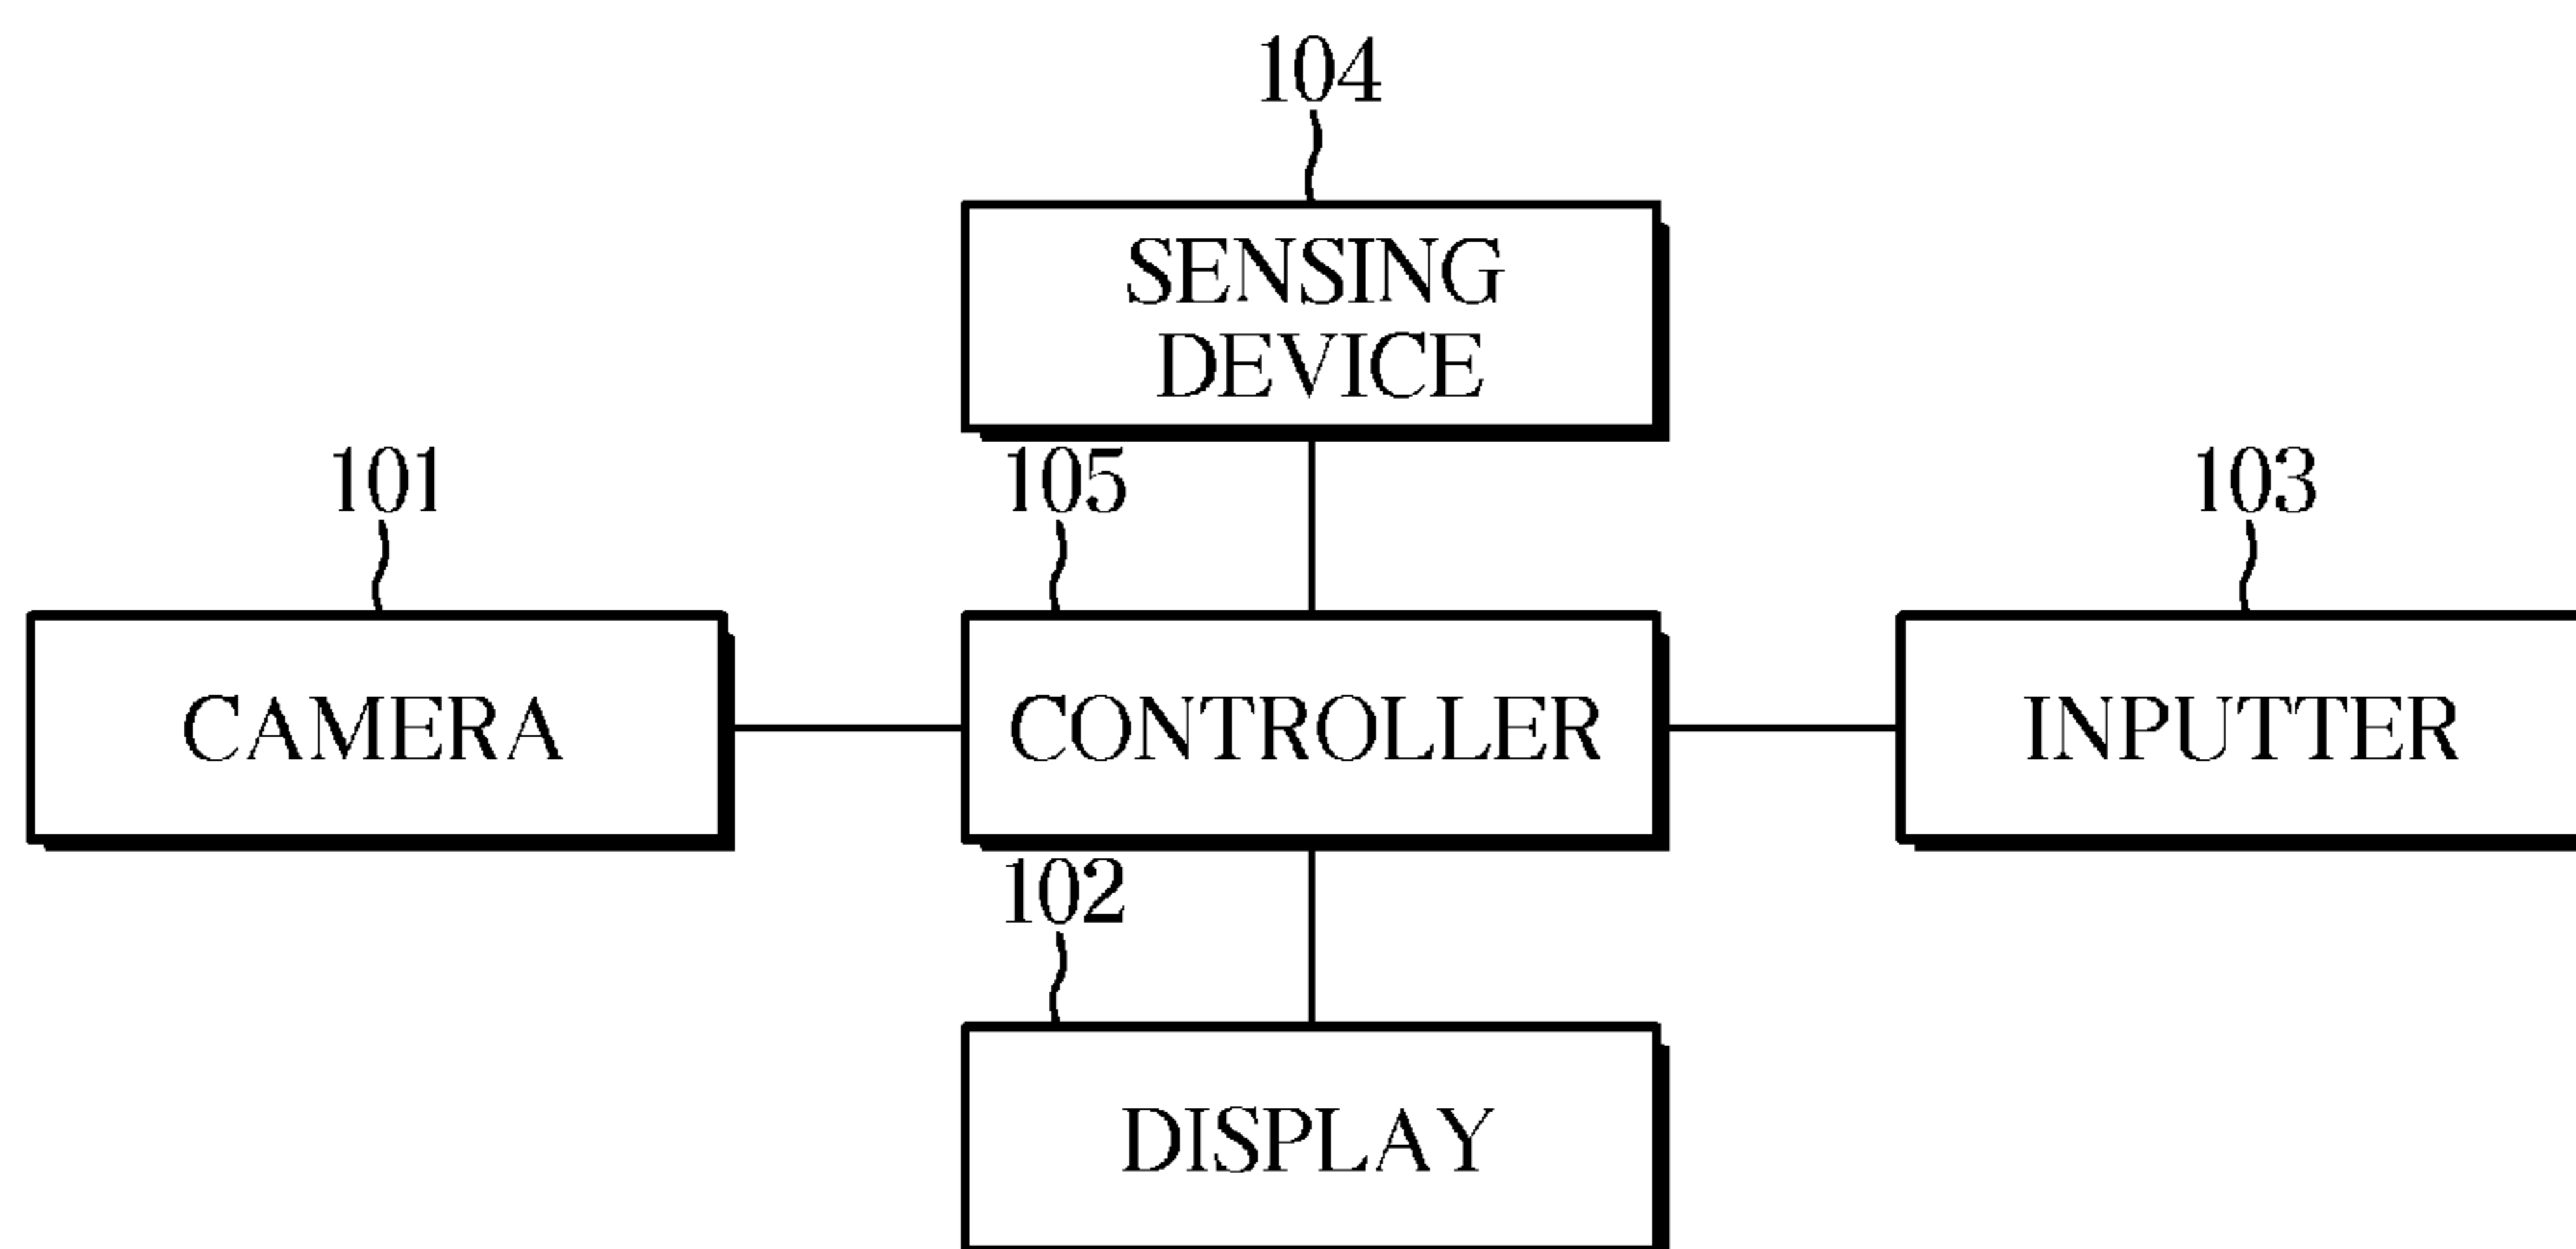 104
SENSING
DEVICE
101
105
103
CAMERA
CONTROLLER
INPUTTER
102
DISPLAY